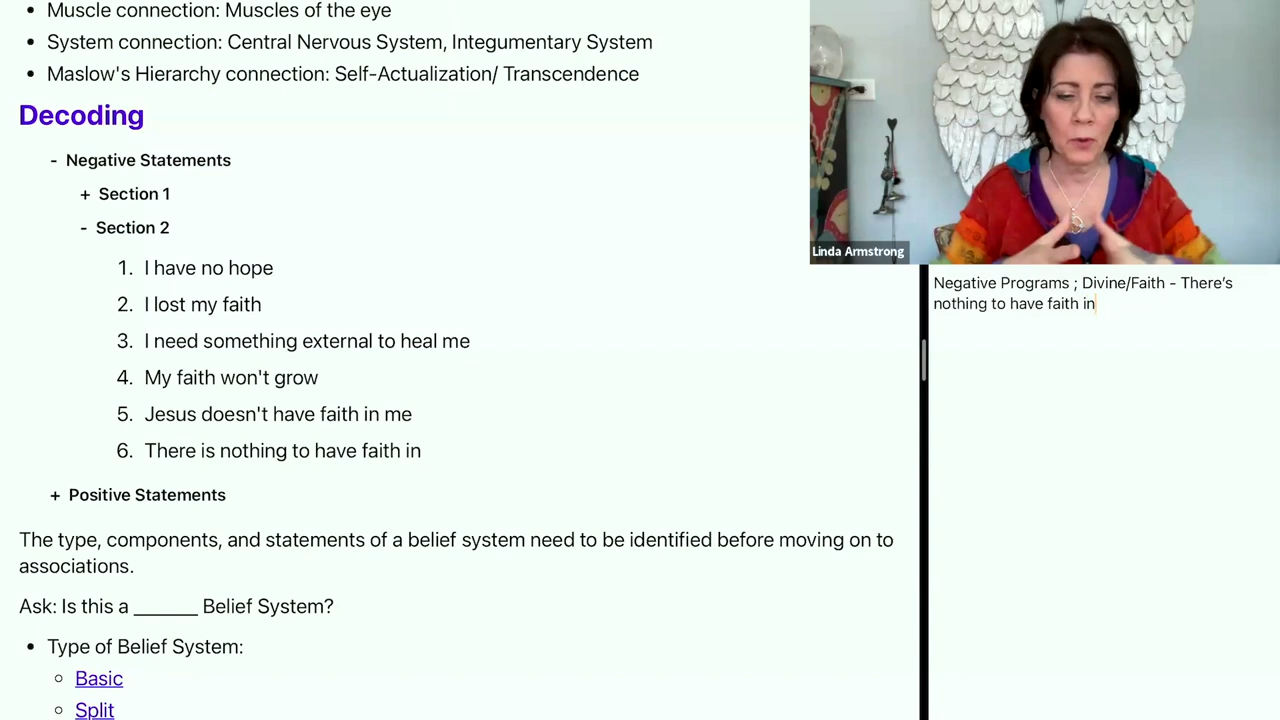 • Muscle connection: Muscles of the eye
• System connection: Central Nervous System, Integumentary System
• Maslow's Hierarchy connection: Self-Actualization/ Transcendence
Decoding
- Negative Statements
+ Section 1
- Section 2
1. I have no hope
2. I lost my faith
3. I need something external to heal me
4. My faith won't grow
5. Jesus doesn't have faith in me
6. There is nothing to have faith in
+ Positive Statements
The type, components, and statements of a belief system need to be identified before moving on to
associations.
Ask: Is this a _______ Belief System?
• Type of Belief System:
○ Basic
○ Split
Linda Armstrong
Negative Programs ; Divine/Faith - There’s
nothing to have faith in